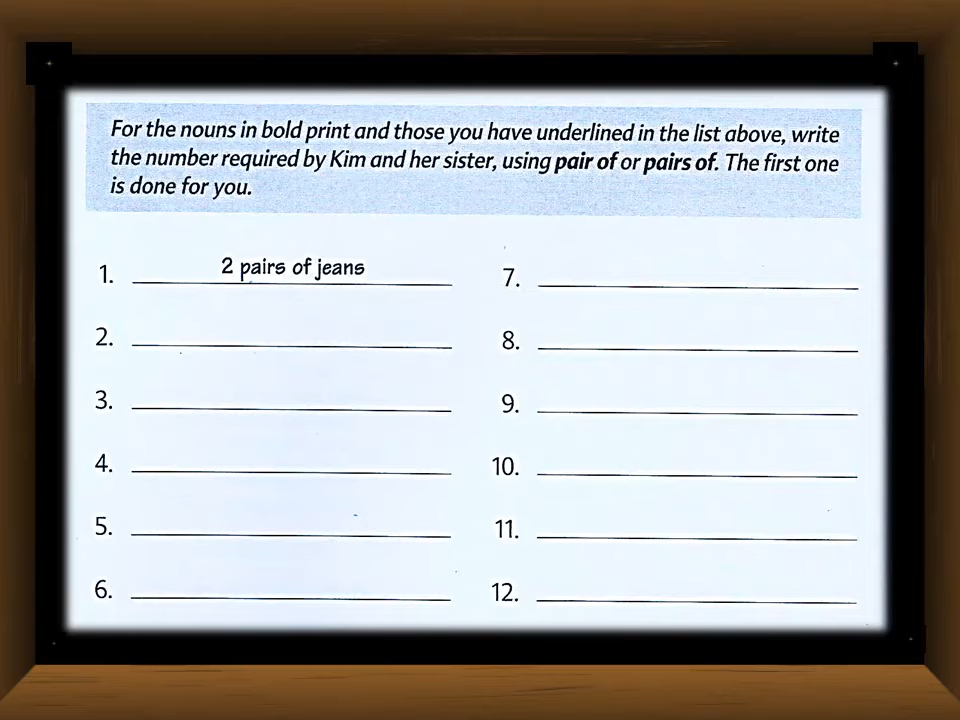 For the nouns in bold print and those you have underlined in the list above, write
the number required by Kim and her sister, using pair of or pairs of. The first one
is done for you.
1. 2 pairs of jeans
2.
3.
4.
5.
6.
7.
8.
9.
10.
11.
12.